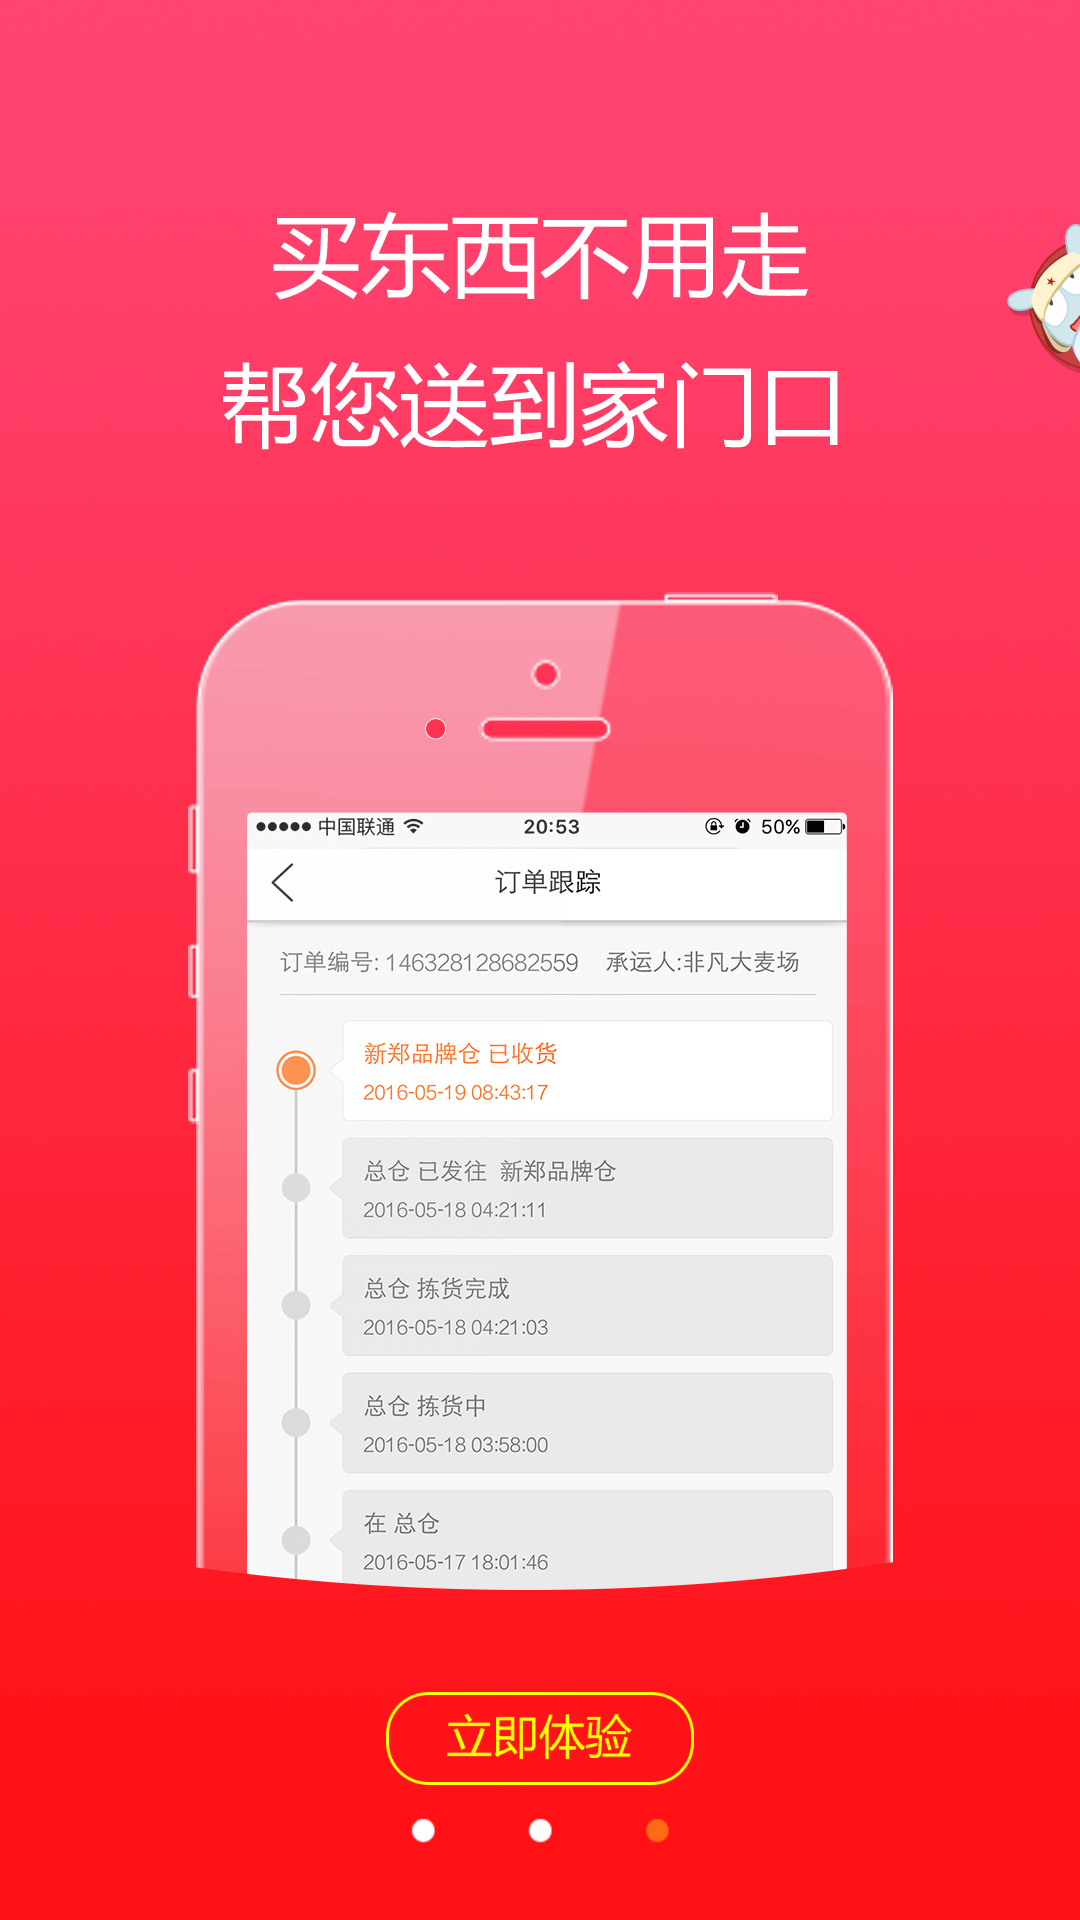 买东西不用走
帮您送到家门口
中国联通 20:53 50%
订单跟踪
订单编号: 146328128682559 承运人:非凡大麦场
新郑品牌仓 已收货
2016-05-19 08:43:17
总仓 已发往 新郑品牌仓
2016-05-18 04:21:11
总仓 拣货完成
2016-05-18 04:21:03
总仓 拣货中
2016-05-18 03:58:00
在 总仓
2016-05-17 18:01:46
立即体验